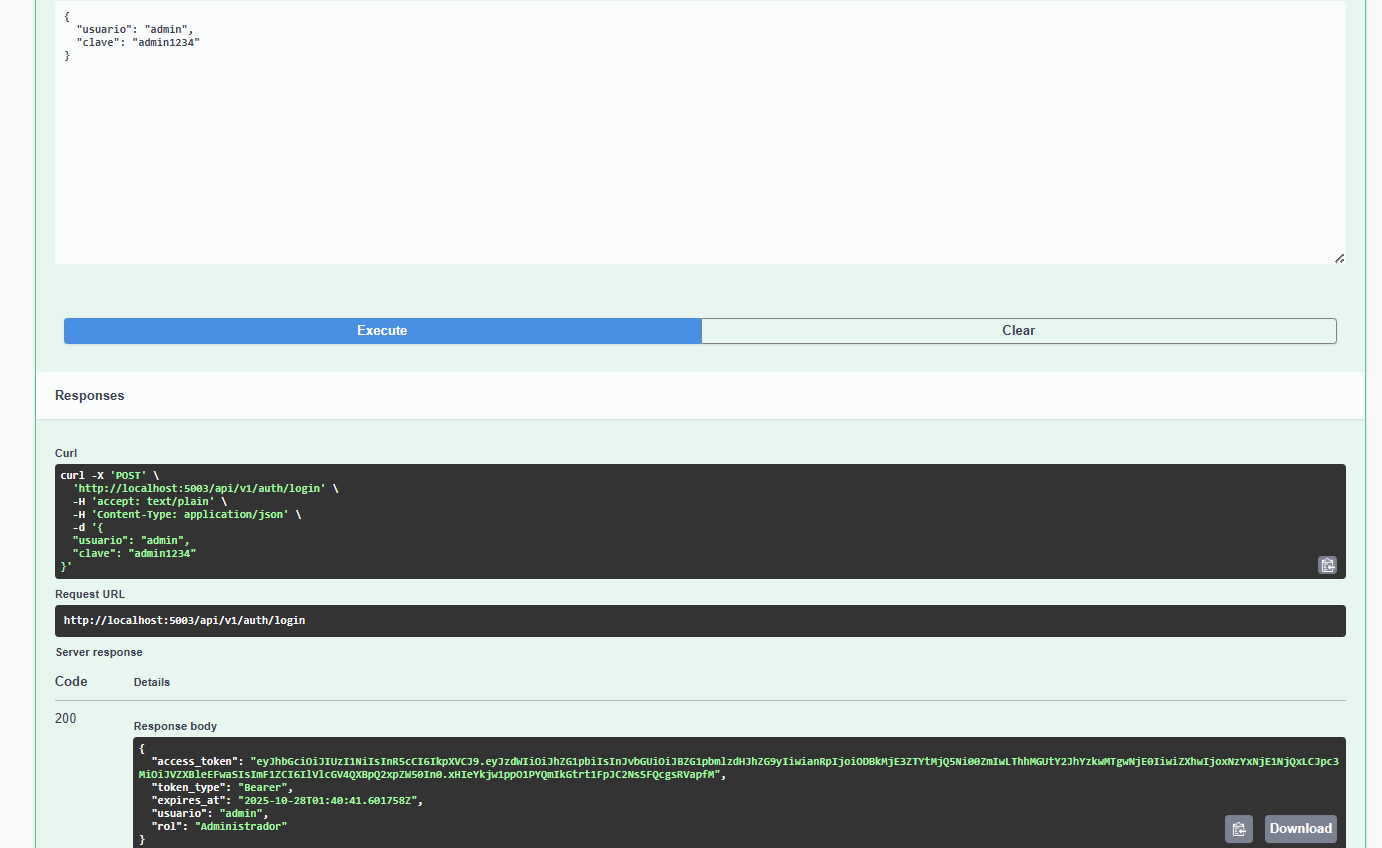 {
  "usuario": "admin",
  "clave": "admin1234"
}
Execute
Clear
Responses
Curl
curl -X 'POST' \
  'http://localhost:5003/api/v1/auth/login' \
  -H 'accept: text/plain' \
  -H 'Content-Type: application/json' \
  -d '{
  "usuario": "admin",
  "clave": "admin1234"
}'
Request URL
http://localhost:5003/api/v1/auth/login
Server response
Code
Details
200
Response body
{
  "access_token": "eyJhbGciOiJIUzI1NiIsInR5cCI6IkpXVCJ9.eyJzdWIiOiJhZG1pbiIsInJvbGUiOiJBZG1pbmlzdHJhZG9yIiwianRpIjoiODBkMjE3ZTYtMjQ5Ni00ZmIwLThhMGUtY2JhYzkwMTgwNjE0IiwiZXhwIjoxNzYxNjE1NjQxLCJpc3
MiOiJVZXBleEFwaSIsImF1ZCI6IlVlcGV4QXBpQ2xpZW50In0.xHIeYkjw1ppO1PYQmIkGtrt1FpJC2NsSFQcgsRVapfM",
  "token_type": "Bearer",
  "expires_at": "2025-10-28T01:40:41.601758Z",
  "usuario": "admin",
  "rol": "Administrador"
}
Download